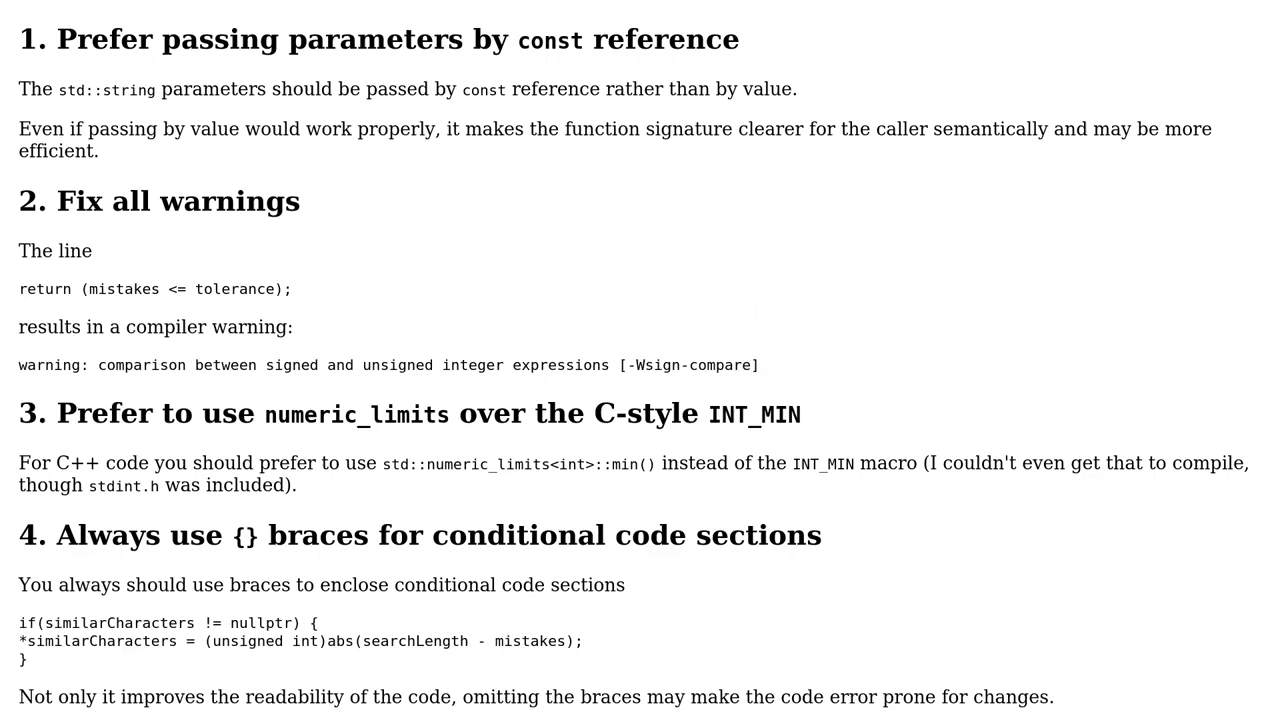 1. Prefer passing parameters by const reference
The std::string parameters should be passed by const reference rather than by value.
Even if passing by value would work properly, it makes the function signature clearer for the caller semantically and may be more
efficient.
2. Fix all warnings
The line
return (mistakes <= tolerance);
results in a compiler warning:
warning: comparison between signed and unsigned integer expressions [-Wsign-compare]
3. Prefer to use numeric_limits over the C-style INT_MIN
For C++ code you should prefer to use std::numeric_limits<int>::min() instead of the INT_MIN macro (I couldn't even get that to compile,
though stdint.h was included).
4. Always use {} braces for conditional code sections
You always should use braces to enclose conditional code sections
if(similarCharacters != nullptr) {
*similarCharacters = (unsigned int)abs(searchLength - mistakes);
}
Not only it improves the readability of the code, omitting the braces may make the code error prone for changes.